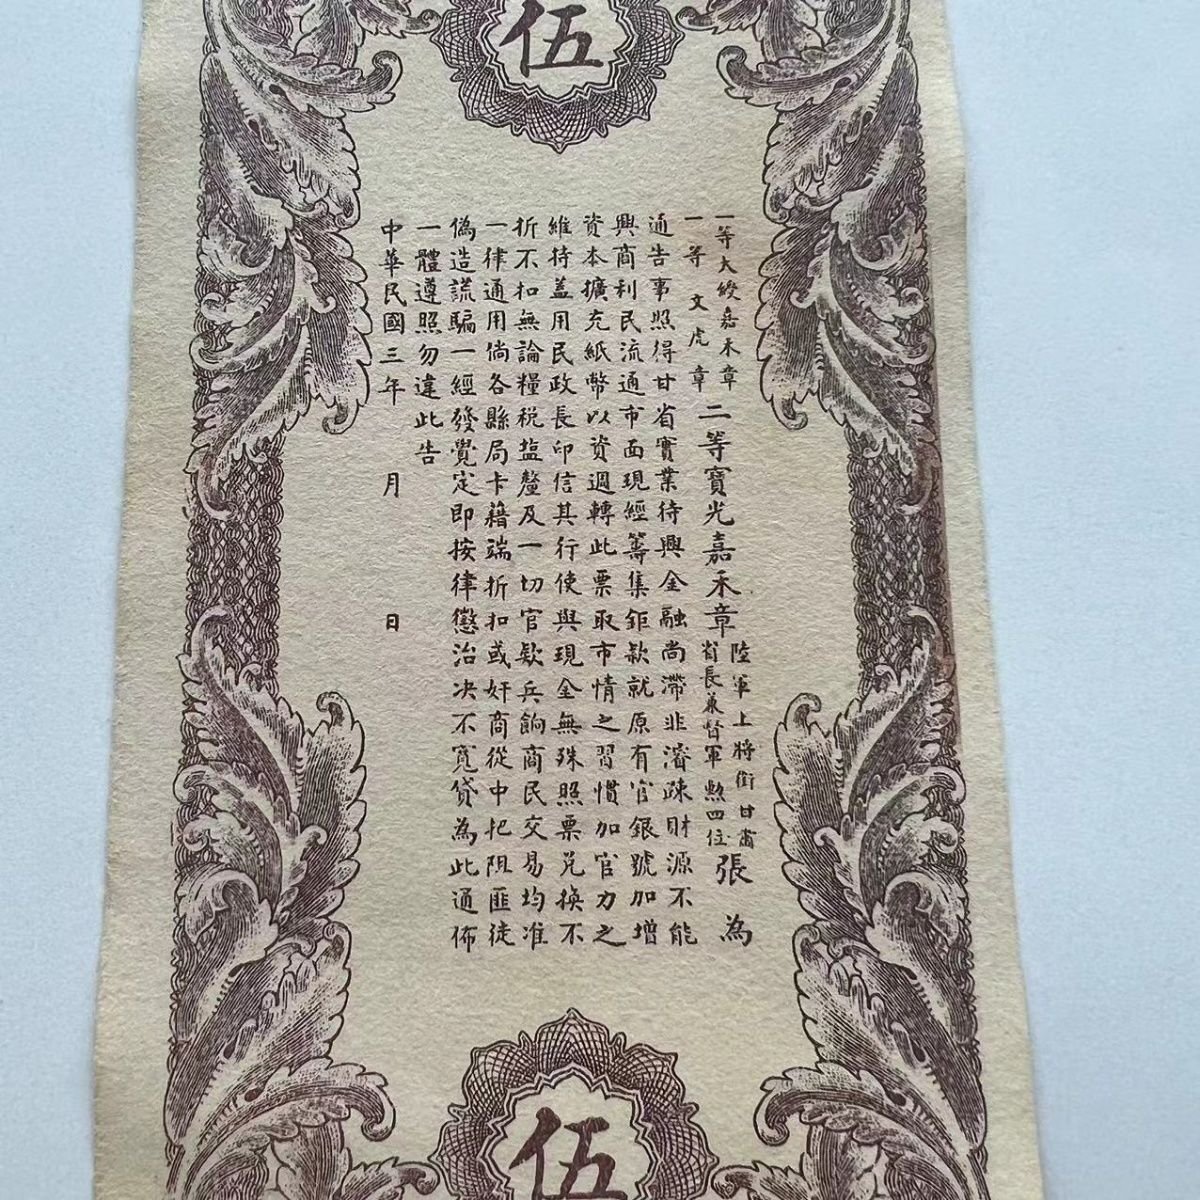 伍
一等大綬嘉禾章
一等文虎章
二等寶光嘉禾章
陸軍上將銜甘肅
省長兼督軍勲四位
張 為
通告事照得甘省實業待興金融尚滯非濬疎財源不能
興商利民流通市面現經籌集鉅款就原有官銀號加增
資本擴充紙幣以資週轉此票取市情之習慣加官力之
維持盖用民政長印信其行使與現金無殊照票兌換不
折不扣無論糧税塩釐及一切官欵兵餉商民交易均准
一律通用倘各縣局卡藉端折扣或奸商從中把阻匪徒
偽造謊騙一經發覺定即按律懲治决不寬貸為此通佈
一體遵照勿違此告
中華民國三年 月 日
伍